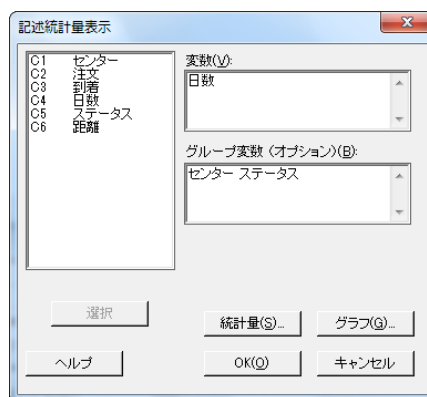 記述統計量表示
C1 センター
C2 注文
C3 到着
C4 日数
C5 ステータス
C6 距離
変数(V):
日数
グループ変数 (オプション)(B):
センター ステータス
選択
統計量(S)...
グラフ(G)...
ヘルプ
OK(O)
キャンセル